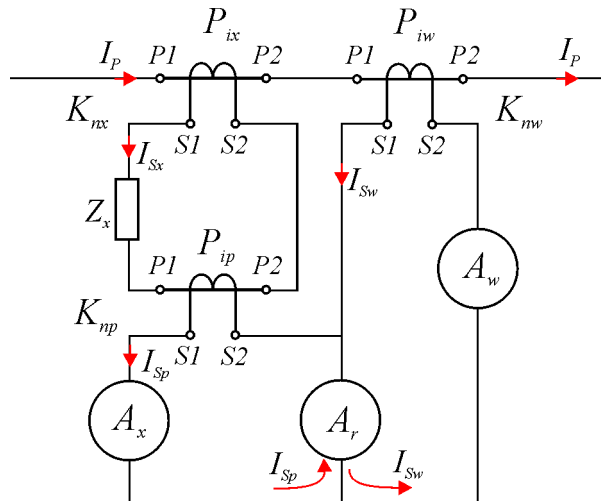 P_ix P_iw
I_P P1 P2 P1 P2 I_P
K_nx S1 S2 S1 S2 K_nw
I_Sx I_Sw
Z_x
P_ip
P1 P2 A_w
K_np S1 S2
I_Sp
A_x A_r
I_Sp I_Sw